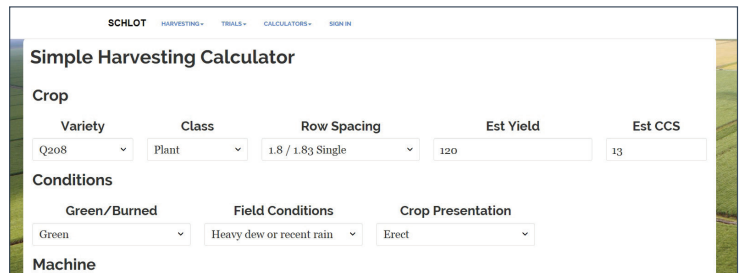 SCHLOT HARVESTING TRIALS CALCULATORS SIGN IN
Simple Harvesting Calculator
Crop
Variety Class Row Spacing Est Yield Est CCS
Q208 Plant 1.8 / 1.83 Single 120 13
Conditions
Green/Burned Field Conditions Crop Presentation
Green Heavy dew or recent rain Erect
Machine